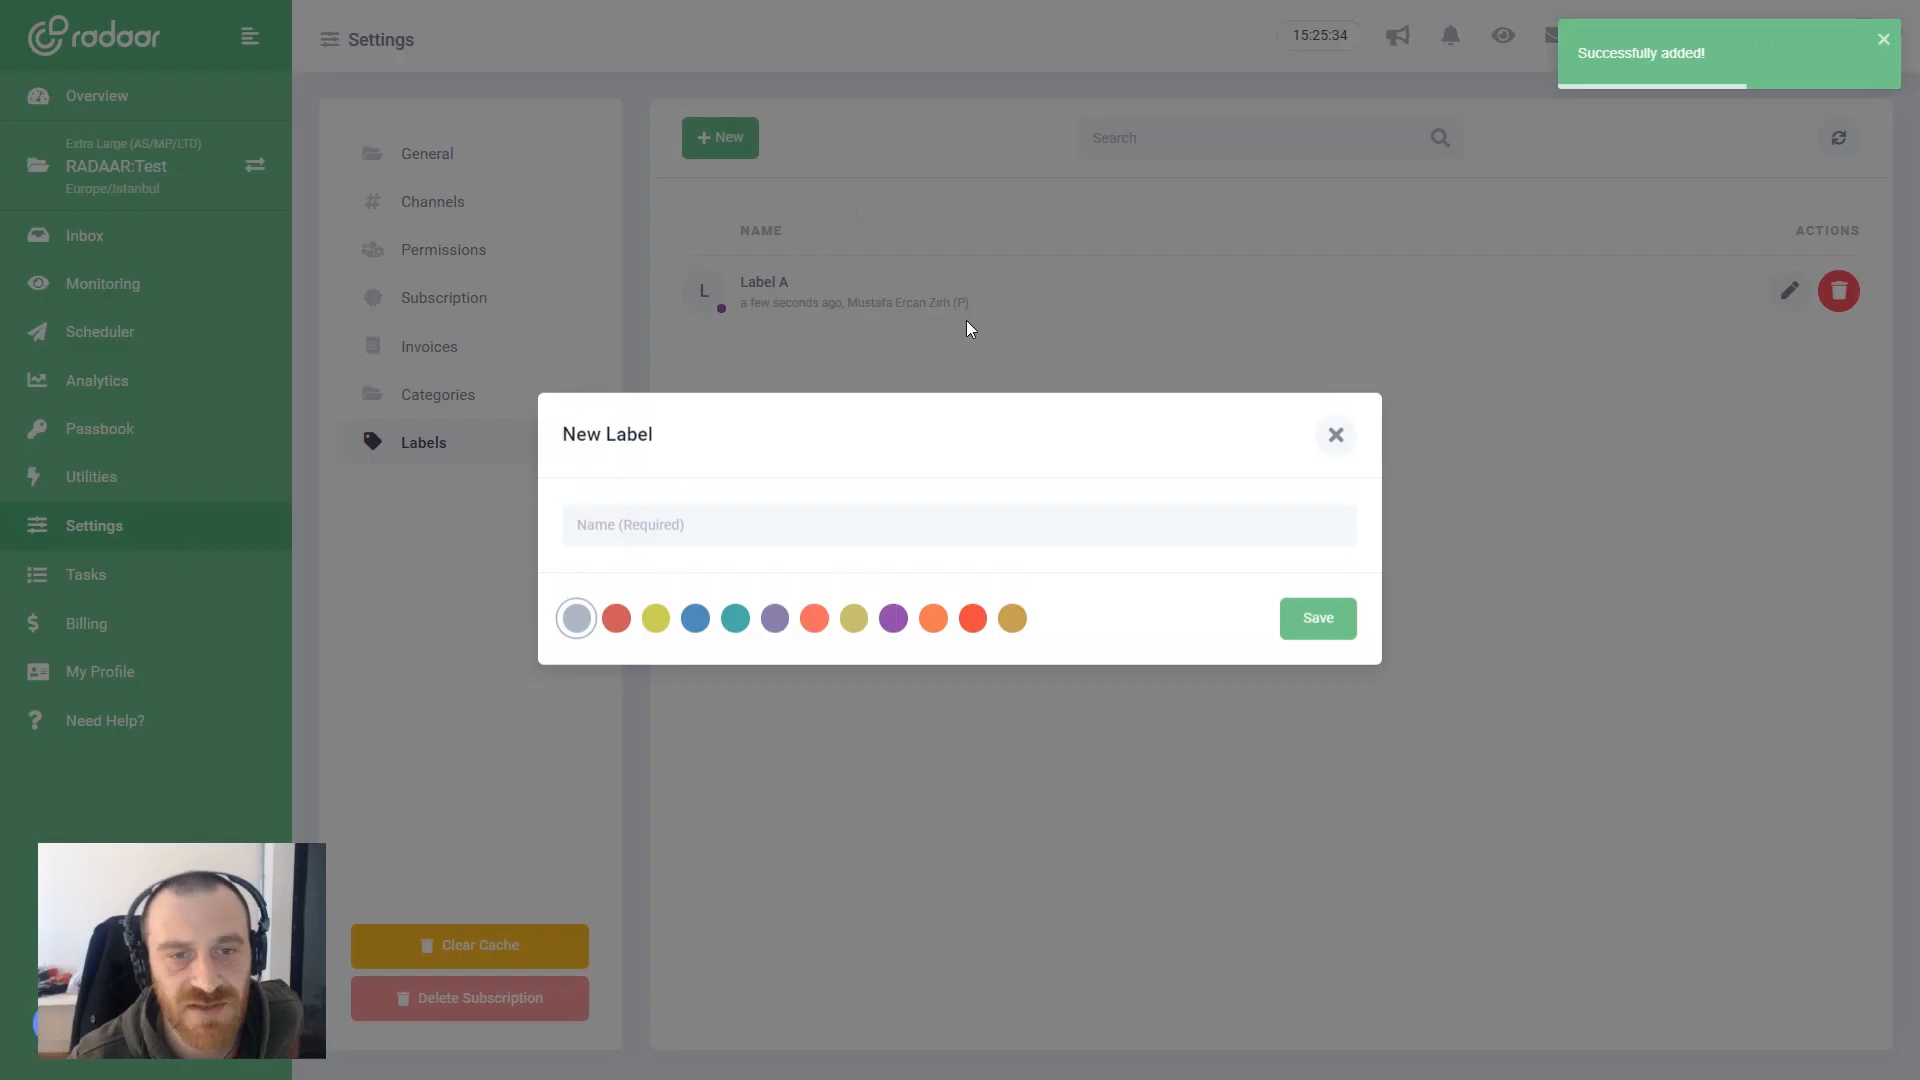 radaar
Settings
15:25:34
Successfully added!
Overview
Extra Large (AS/MP/LTD)
RADAAR:Test
Europe/Istanbul
Inbox
Monitoring
Scheduler
Analytics
Passbook
Utilities
Settings
Tasks
Billing
My Profile
Need Help?
General
Channels
Permissions
Subscription
Invoices
Categories
Labels
Clear Cache
Delete Subscription
New
Search
NAME
ACTIONS
L
Label A
a few seconds ago, Mustafa Ercan Zırh (P)
New Label
Name (Required)
Save